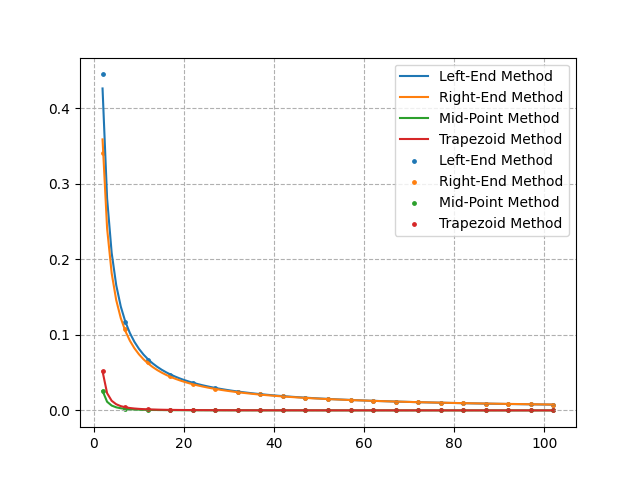 Left-End Method
Right-End Method
Mid-Point Method
Trapezoid Method
Left-End Method
Right-End Method
Mid-Point Method
Trapezoid Method
0.4
0.3
0.2
0.1
0.0
0 20 40 60 80 100